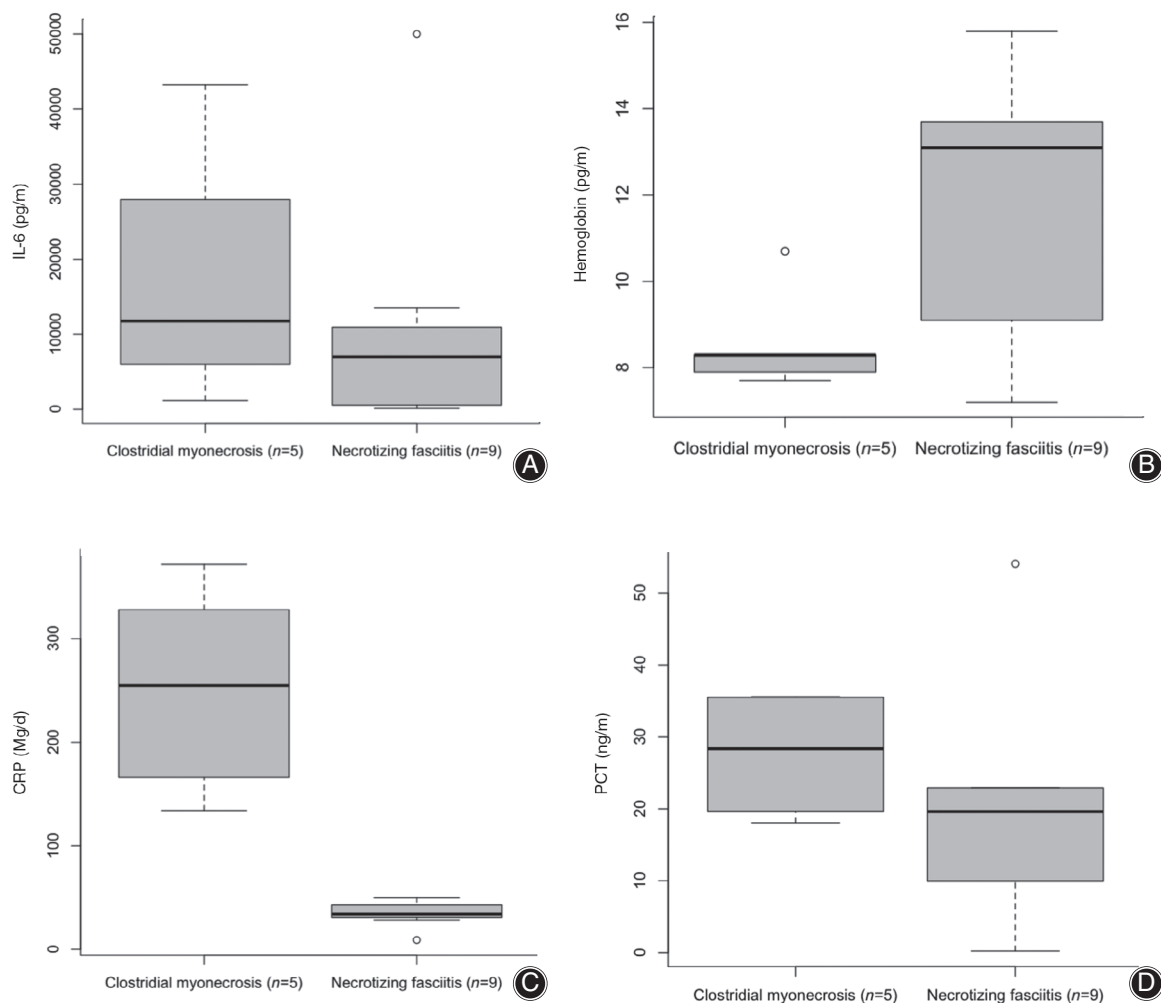 50000
40000
30000
20000
10000
0
IL-6 (pg/m)
Clostridial myonecrosis (n=5)
Necrotizing fasciitis (n=9)
A
16
14
12
10
8
Hemoglobin (pg/m)
Clostridial myonecrosis (n=5)
Necrotizing fasciitis (n=9)
B
300
200
100
0
CRP (Mg/d)
Clostridial myonecrosis (n=5)
Necrotizing fasciitis (n=9)
C
50
40
30
20
10
0
PCT (ng/m)
Clostridial myonecrosis (n=5)
Necrotizing fasciitis (n=9)
D